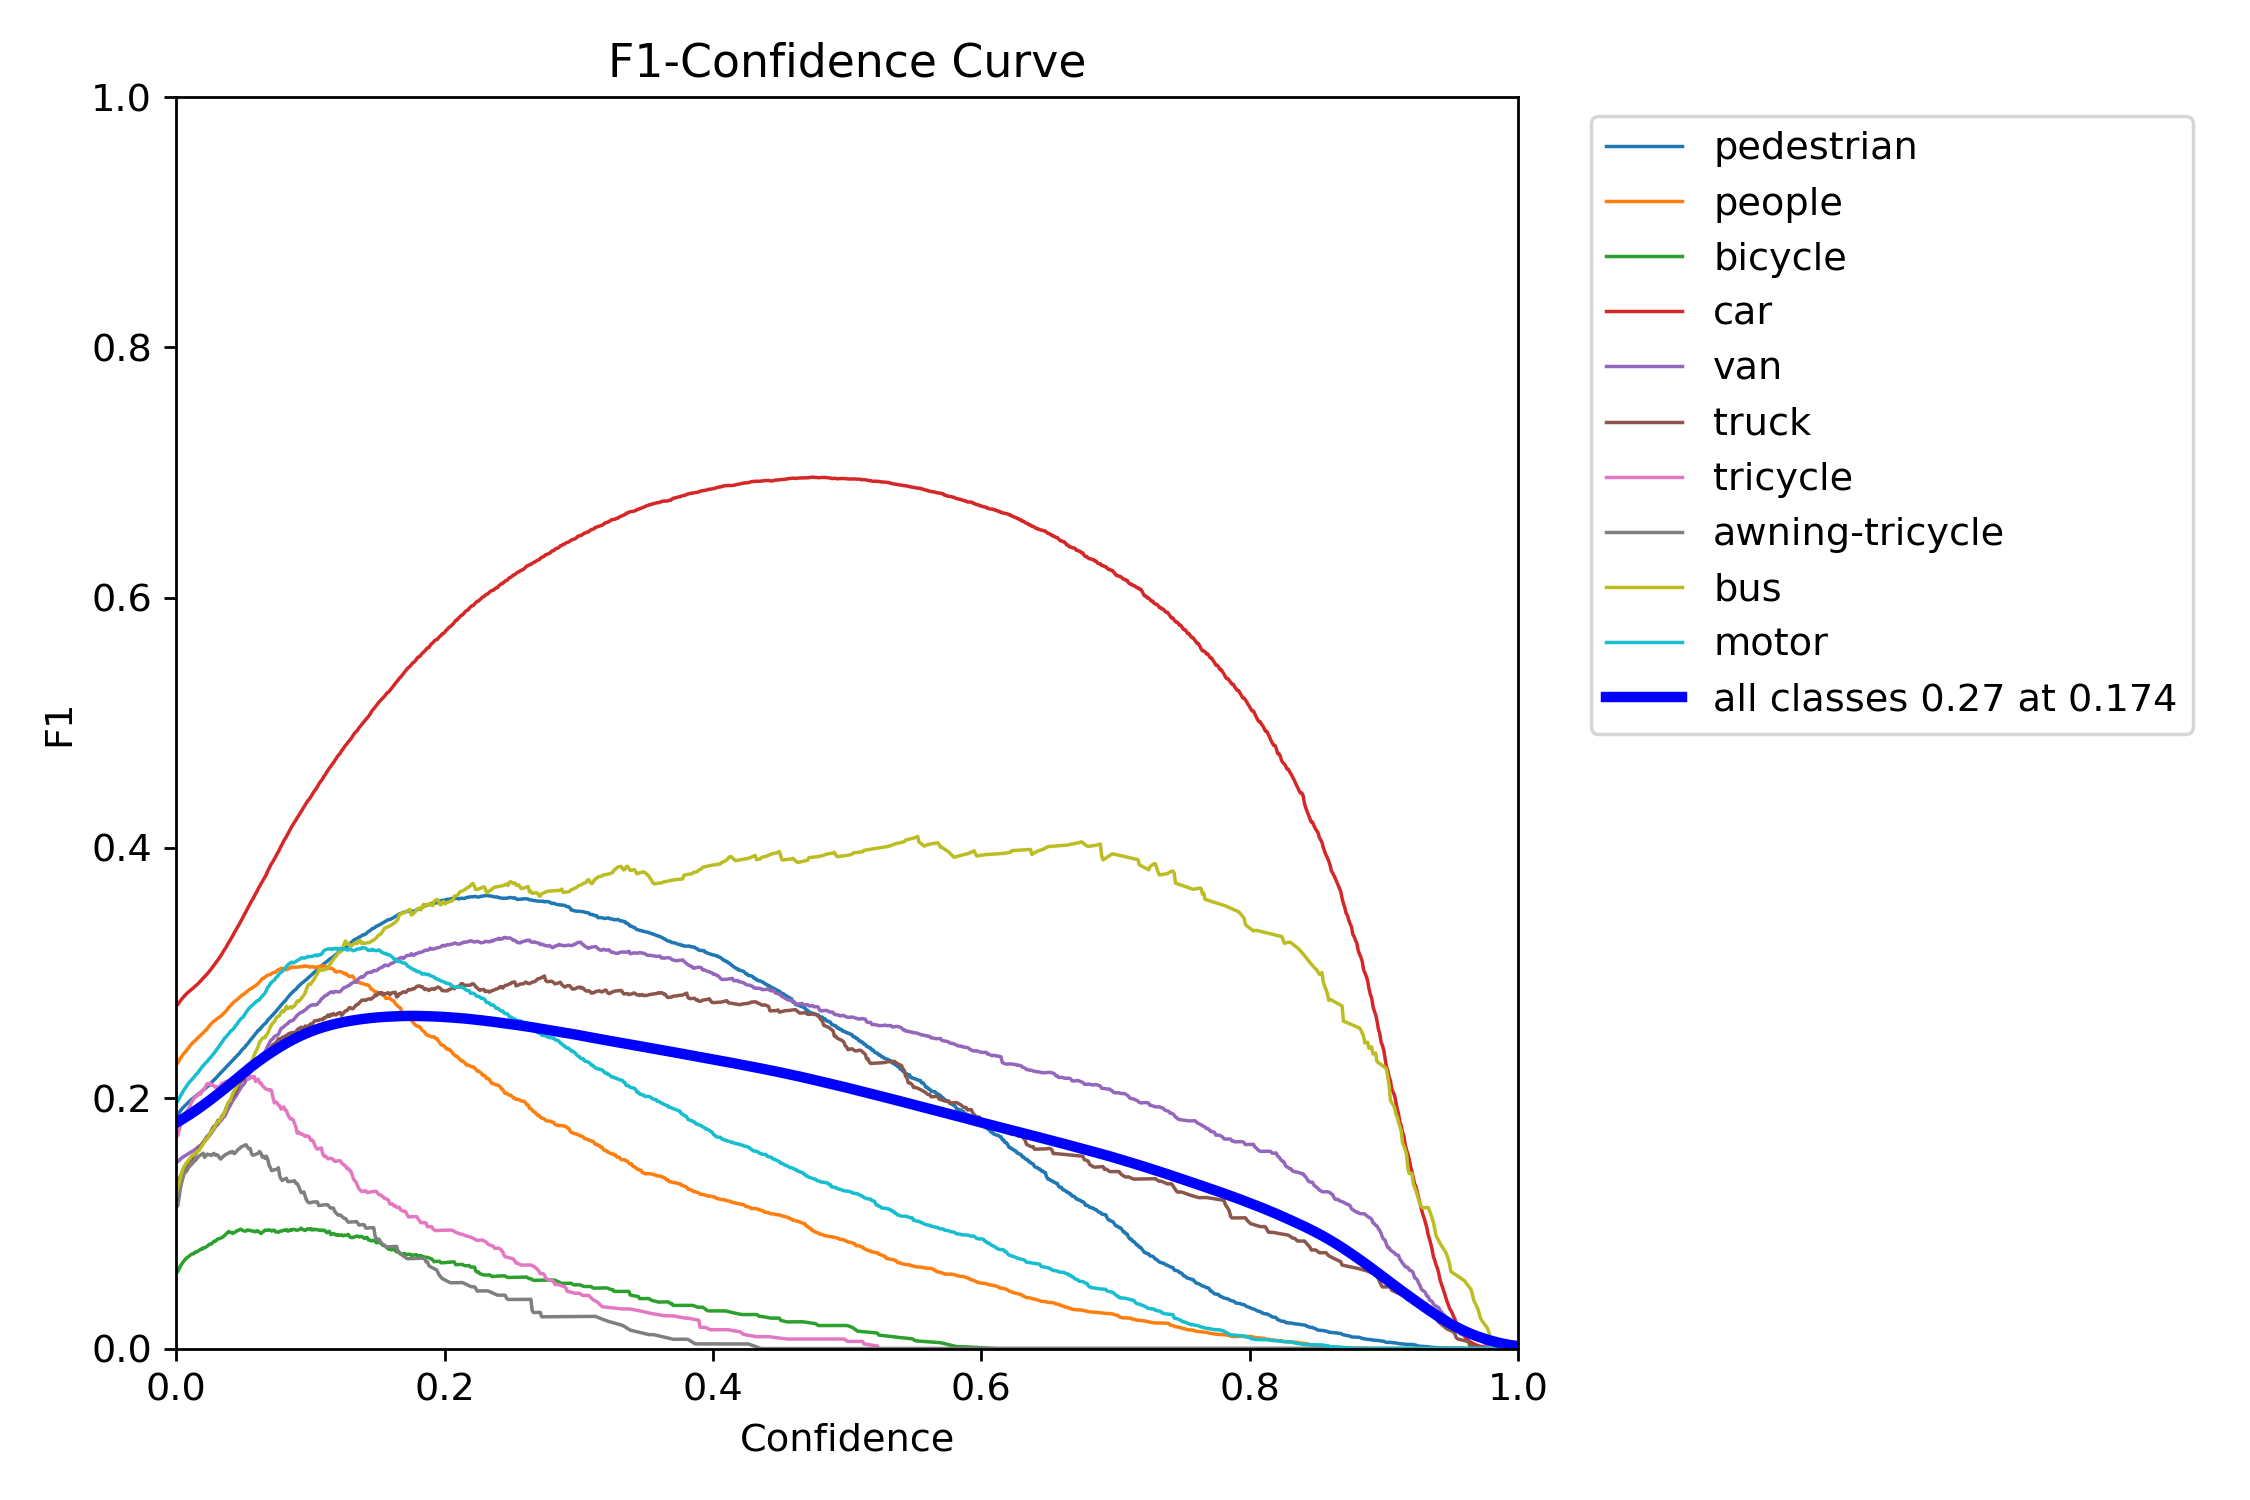 F1-Confidence Curve
1.0
0.8
0.6
0.4
0.2
0.0
F1
0.0 0.2 0.4 0.6 0.8 1.0
Confidence
pedestrian
people
bicycle
car
van
truck
tricycle
awning-tricycle
bus
motor
all classes 0.27 at 0.174